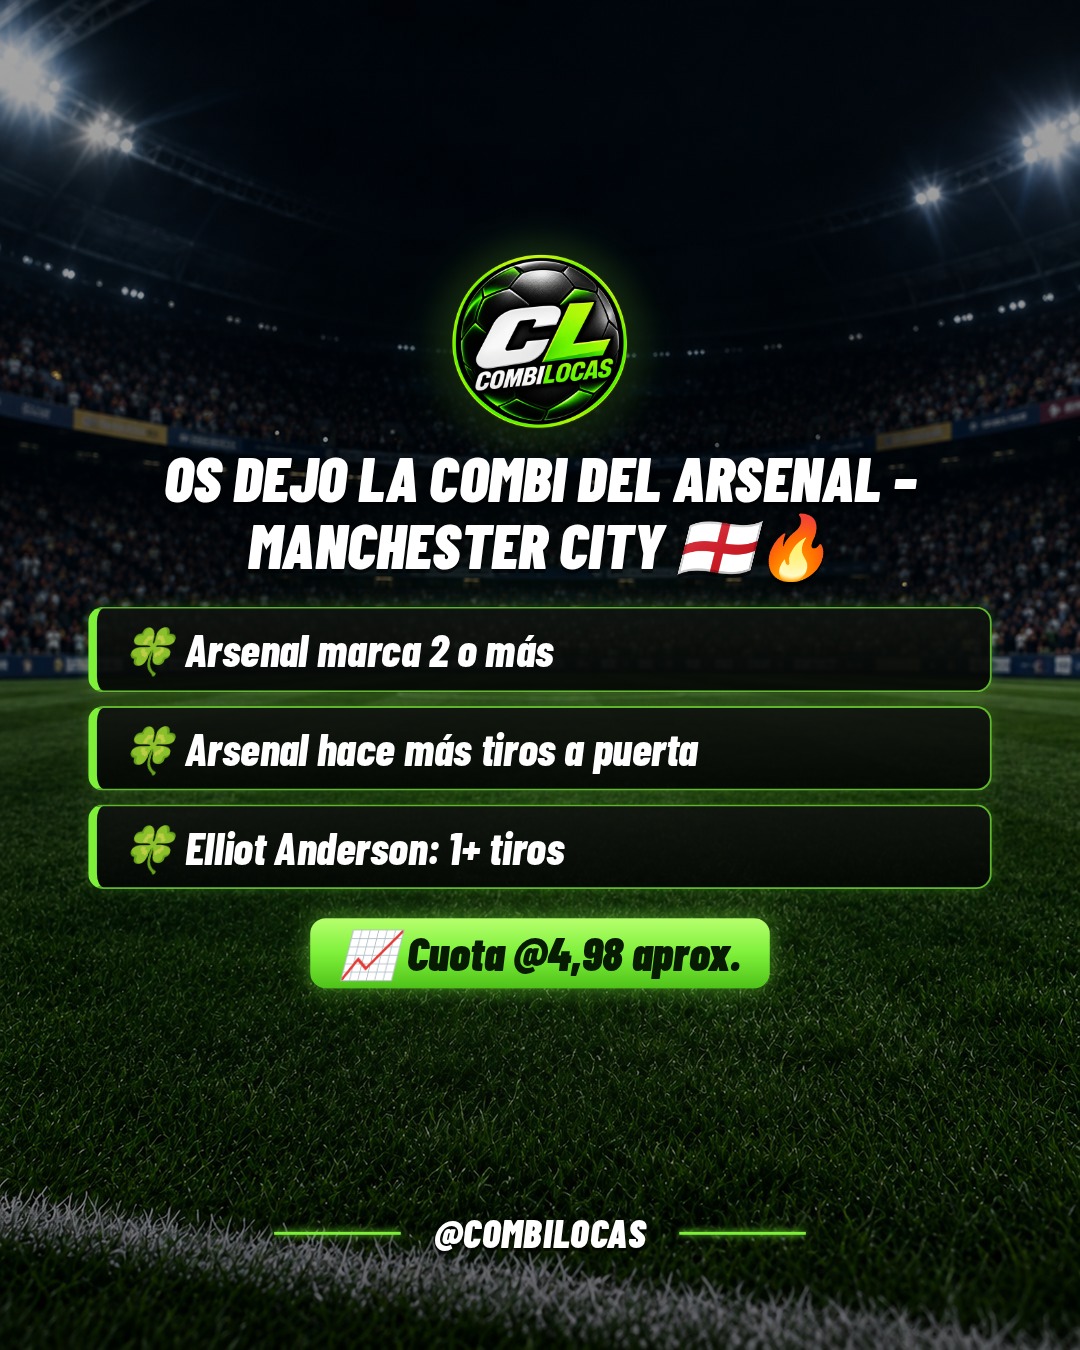 CL
COMBILOCAS
OS DEJO LA COMBI DEL ARSENAL -
MANCHESTER CITY 🏴󠁧󠁢󠁥󠁮󠁧󠁿🔥
🍀 Arsenal marca 2 o más
🍀 Arsenal hace más tiros a puerta
🍀 Elliot Anderson: 1+ tiros
📈 Cuota @4,98 aprox.
@COMBILOCAS